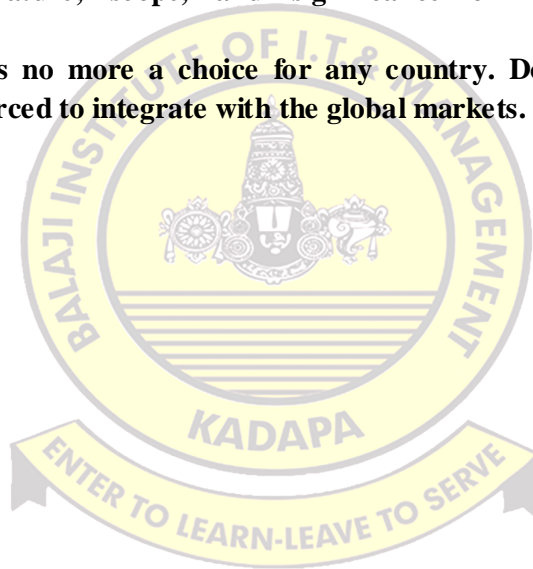 s no more a choice for any country. De
rced to integrate with the global markets.
BALAJI INSTITUTE OF I.T & MANAGEMENT
KADAPA
ENTER TO LEARN-LEAVE TO SERVE